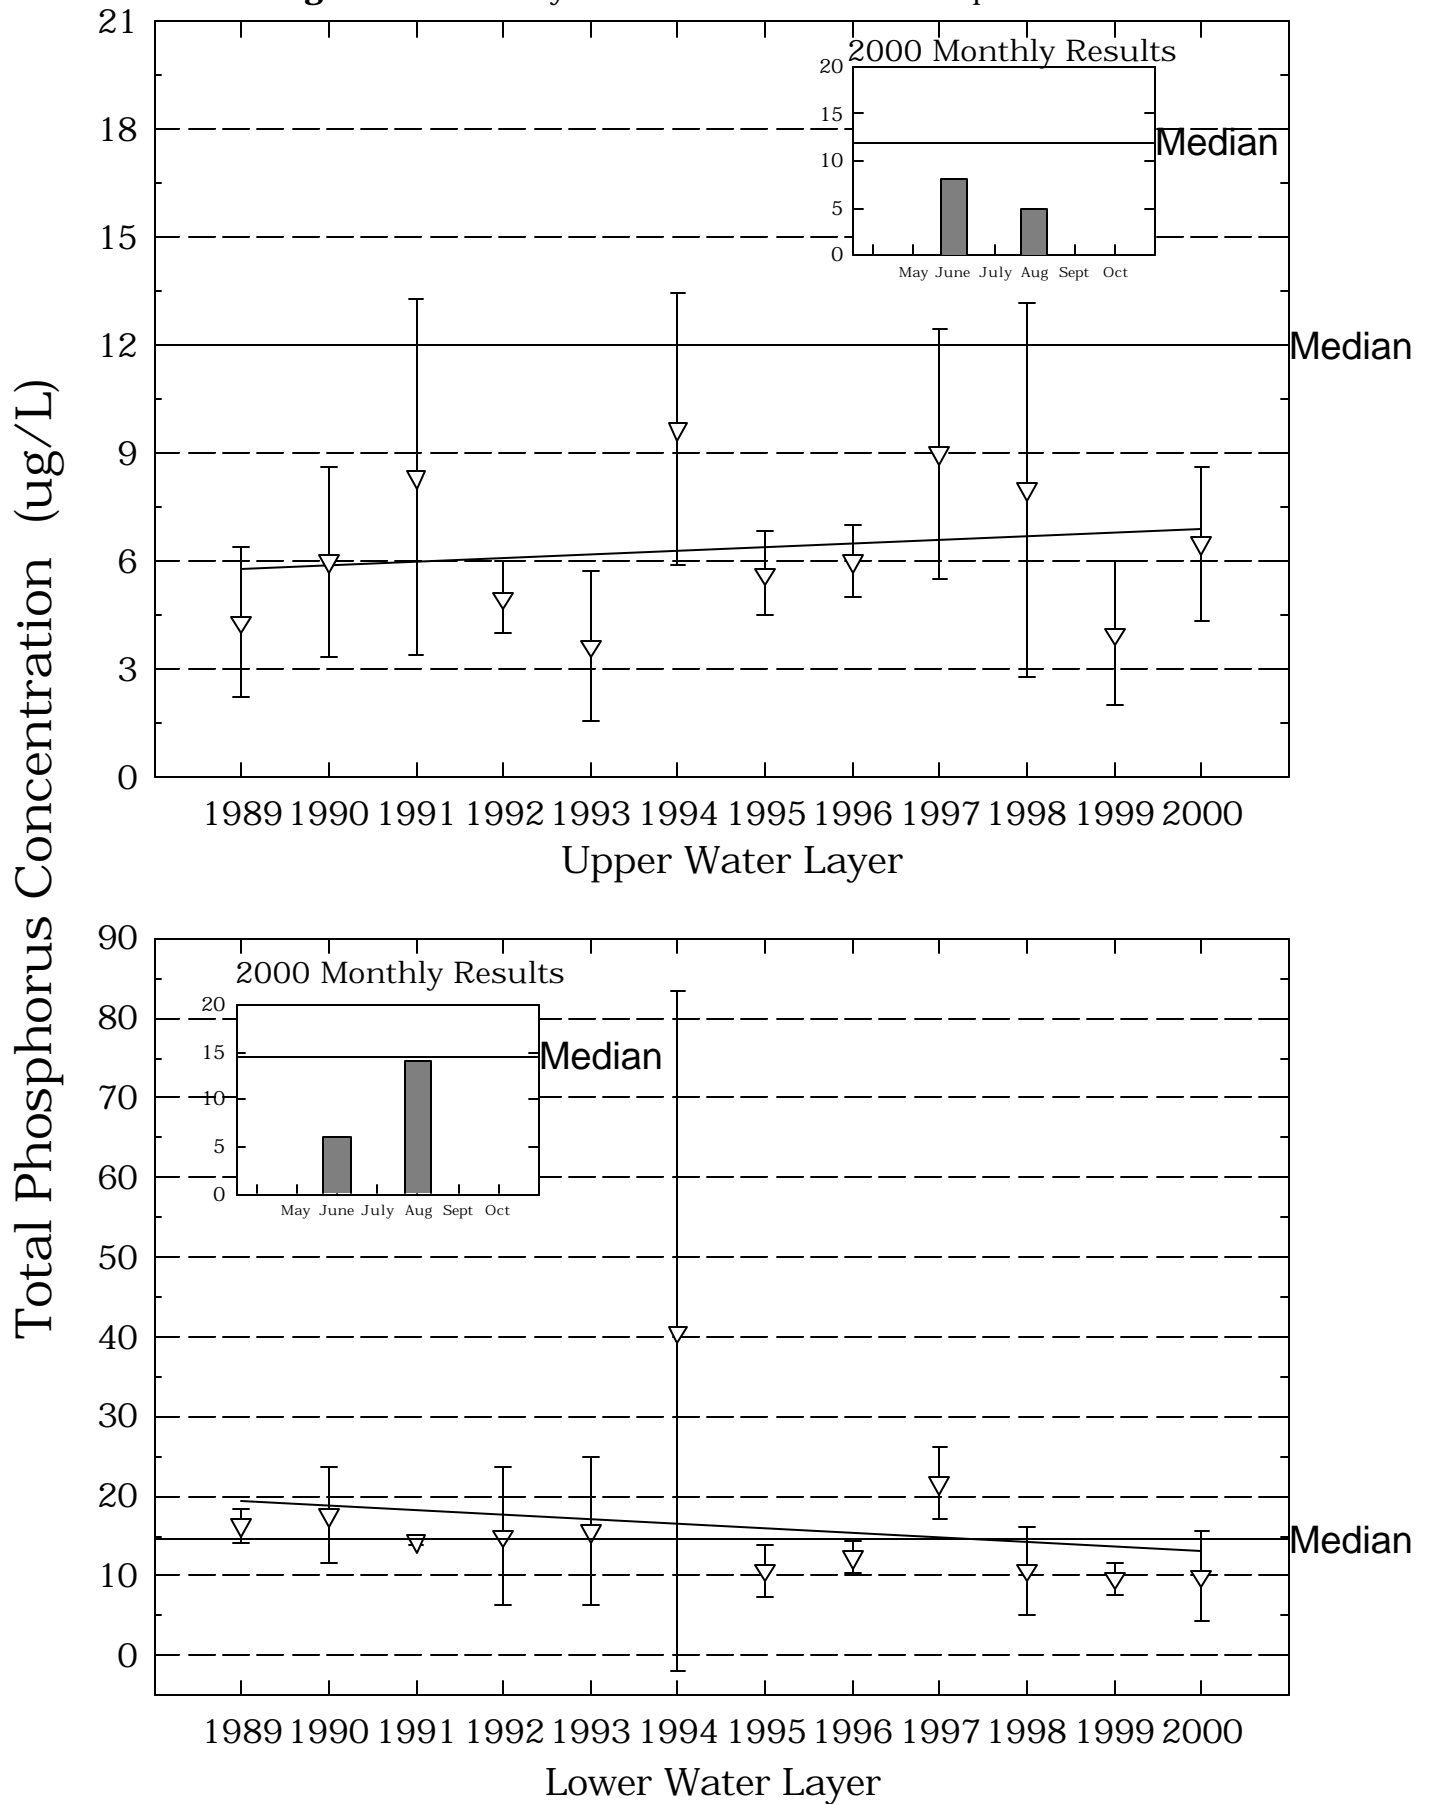 21
2000 Monthly Results
20
15
10
5
0
Median
May June July Aug Sept Oct
18
15
12
Median
9
6
3
0
1989 1990 1991 1992 1993 1994 1995 1996 1997 1998 1999 2000
Upper Water Layer
Total Phosphorus Concentration (ug/L)
90
2000 Monthly Results
20
15
10
5
0
Median
May June July Aug Sept Oct
80
70
60
50
40
30
20
Median
10
0
1989 1990 1991 1992 1993 1994 1995 1996 1997 1998 1999 2000
Lower Water Layer